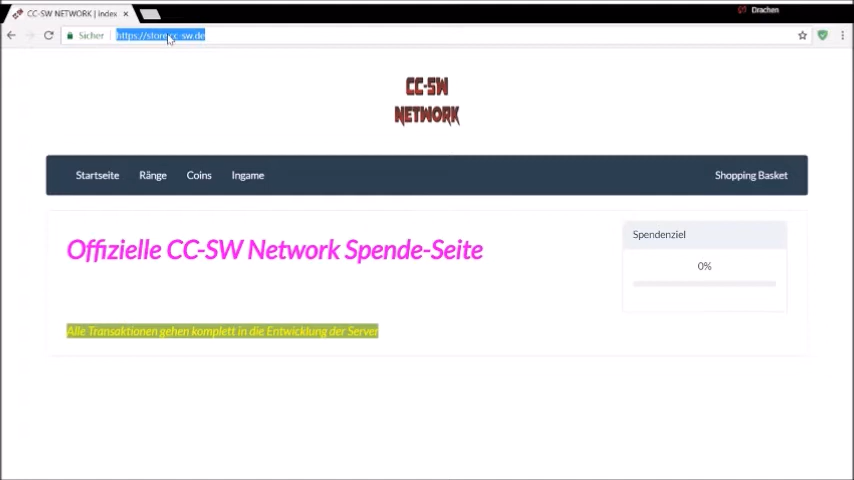 CC-SW NETWORK | index
Drachen
Sicher
https://store.cc-sw.de
CC-SW
NETWORK
Startseite
Ränge
Coins
Ingame
Shopping Basket
Offizielle CC-SW Network Spende-Seite
Spendenziel
0%
Alle Transaktionen gehen komplett in die Entwicklung der Server